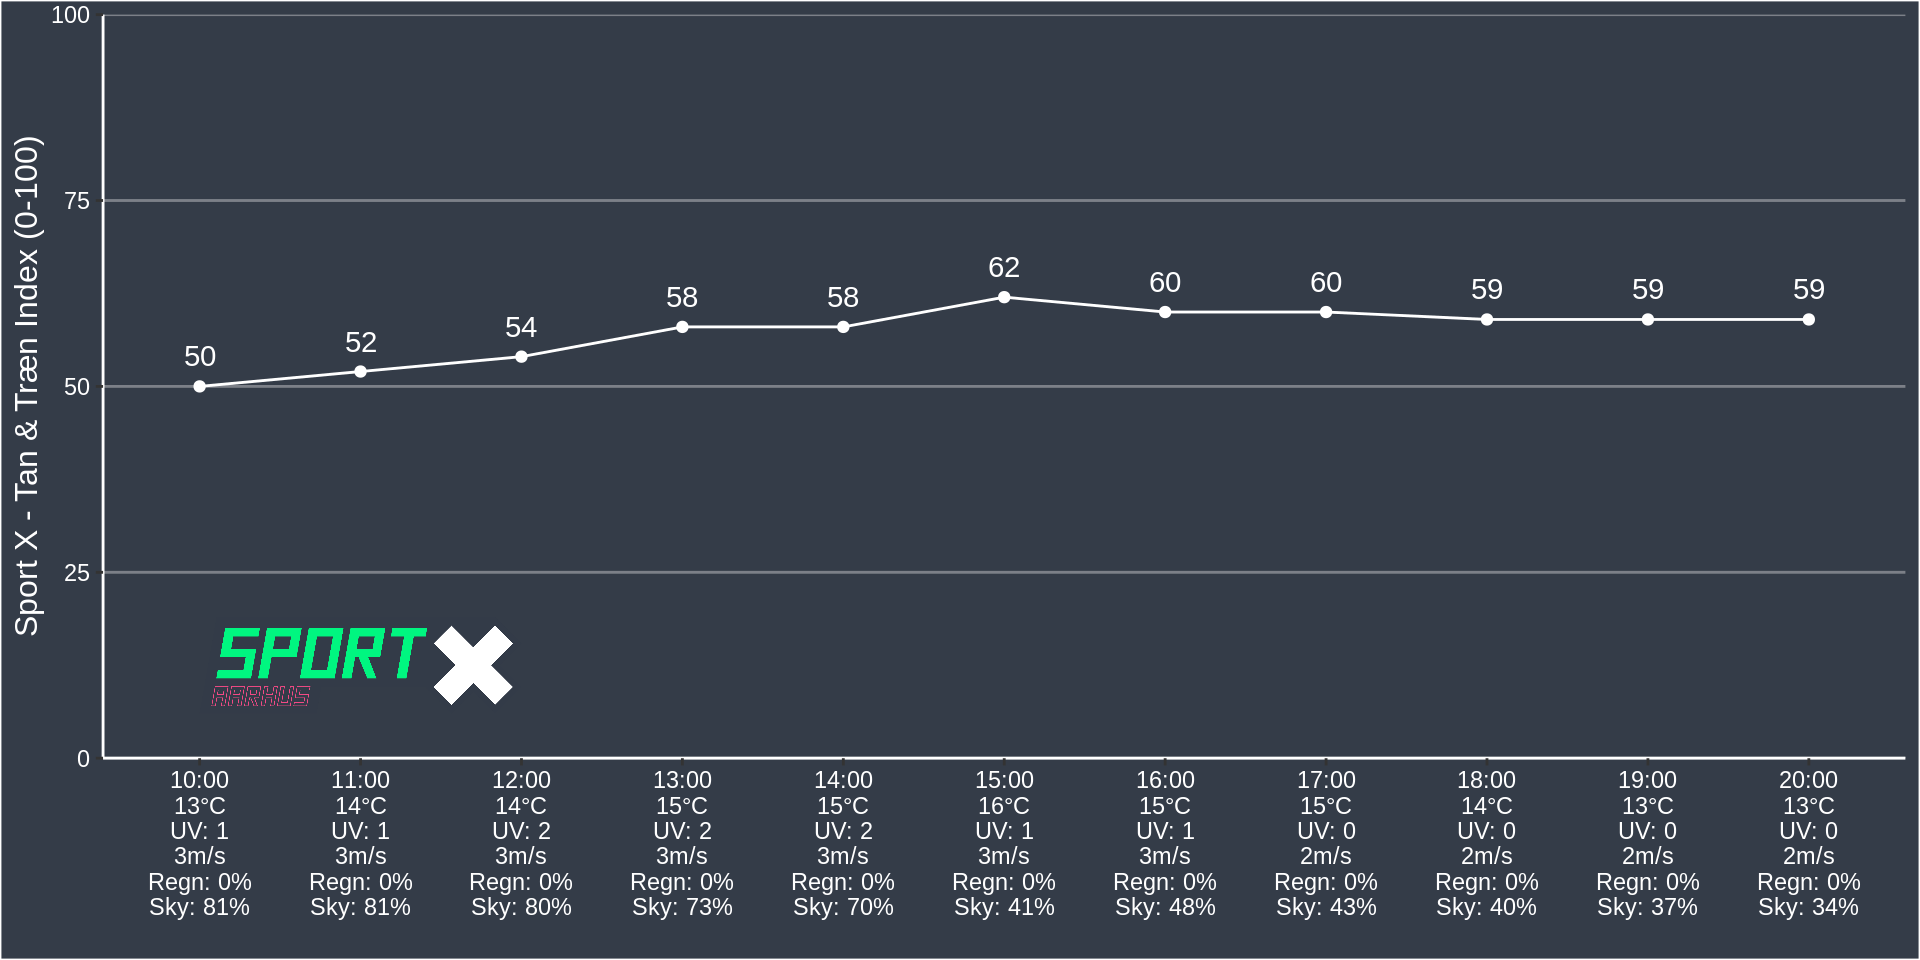 Sport X - Tan & Træn Index (0-100)
100
75
50
25
0
50
52
54
58
58
62
60
60
59
59
59
SPORT X
AARHUS
10:00 11:00 12:00 13:00 14:00 15:00 16:00 17:00 18:00 19:00 20:00
13°C 14°C 14°C 15°C 15°C 16°C 15°C 15°C 14°C 13°C 13°C
UV: 1 UV: 1 UV: 2 UV: 2 UV: 2 UV: 1 UV: 1 UV: 0 UV: 0 UV: 0 UV: 0
3m/s 3m/s 3m/s 3m/s 3m/s 3m/s 3m/s 2m/s 2m/s 2m/s 2m/s
Regn: 0% Regn: 0% Regn: 0% Regn: 0% Regn: 0% Regn: 0% Regn: 0% Regn: 0% Regn: 0% Regn: 0% Regn: 0%
Sky: 81% Sky: 81% Sky: 80% Sky: 73% Sky: 70% Sky: 41% Sky: 48% Sky: 43% Sky: 40% Sky: 37% Sky: 34%